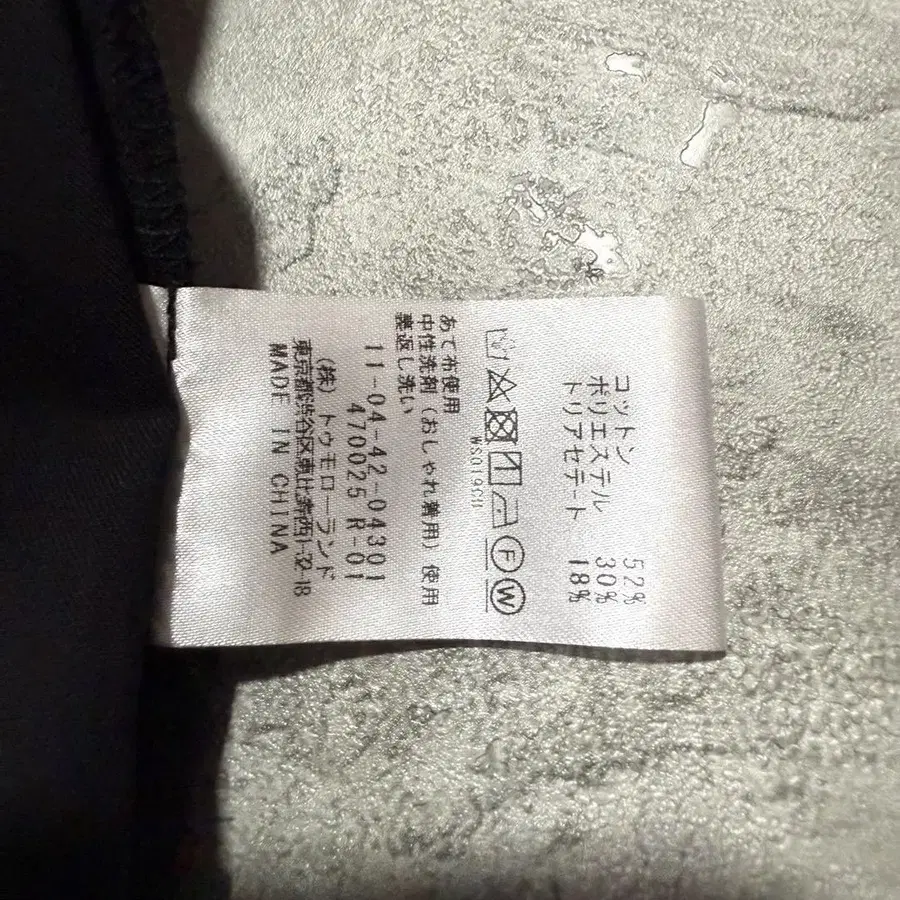 コットン 52%
ポリエステル 30%
トリアセテート 18%
F W
WS019CU
あて布使用
中性洗剤（おしゃれ着用）使用
裏返し洗い
11-04-42-04301
470025 R-01
（株）トゥモローランド
東京都渋谷区恵比寿西1-32-18
MADE IN CHINA